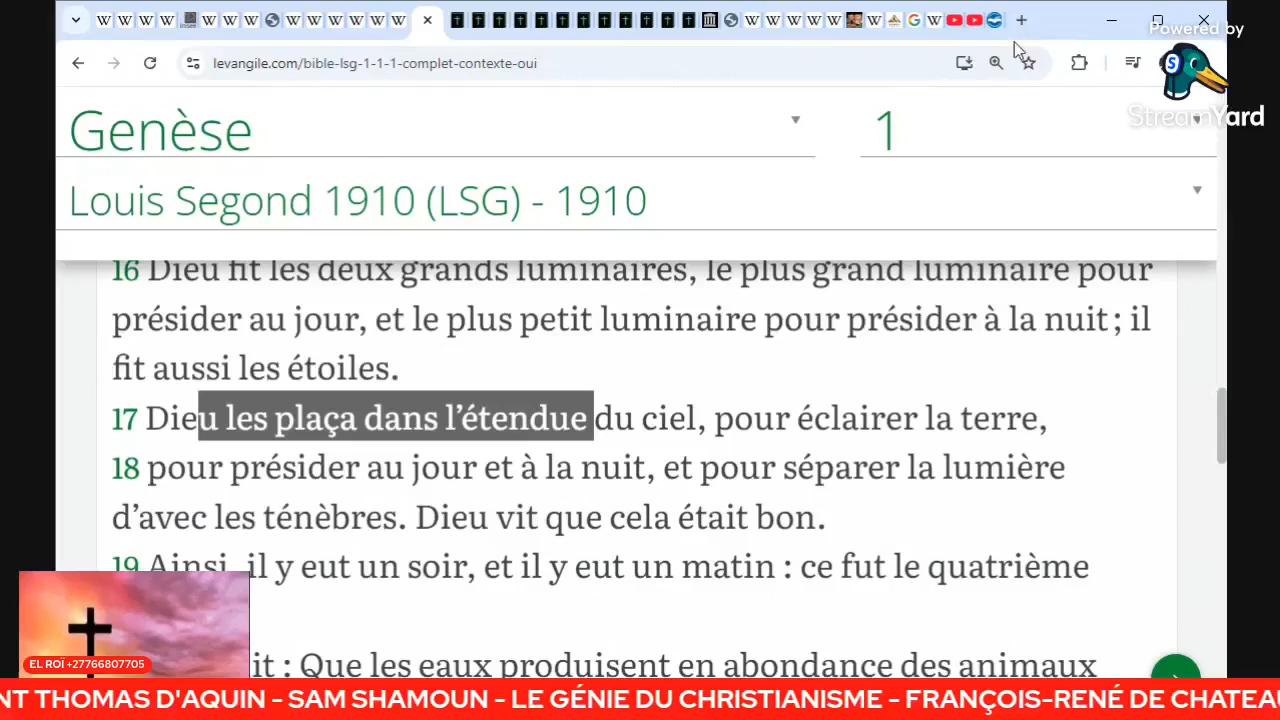 Powered by
StreamYard
levangile.com/bible-lsg-1-1-1-complet-contexte-oui
Genèse
1
Louis Segond 1910 (LSG) - 1910
16 Dieu fit les deux grands luminaires, le plus grand luminaire pour
présider au jour, et le plus petit luminaire pour présider à la nuit ; il
fit aussi les étoiles.
17 Dieu les plaça dans l’étendue du ciel, pour éclairer la terre,
18 pour présider au jour et à la nuit, et pour séparer la lumière
d’avec les ténèbres. Dieu vit que cela était bon.
19 Ainsi, il y eut un soir, et il y eut un matin : ce fut le quatrième
it : Que les eaux produisent en abondance des animaux
EL ROÏ +27766807705
NT THOMAS D'AQUIN - SAM SHAMOUN - LE GÉNIE DU CHRISTIANISME - FRANÇOIS-RENÉ DE CHATEA